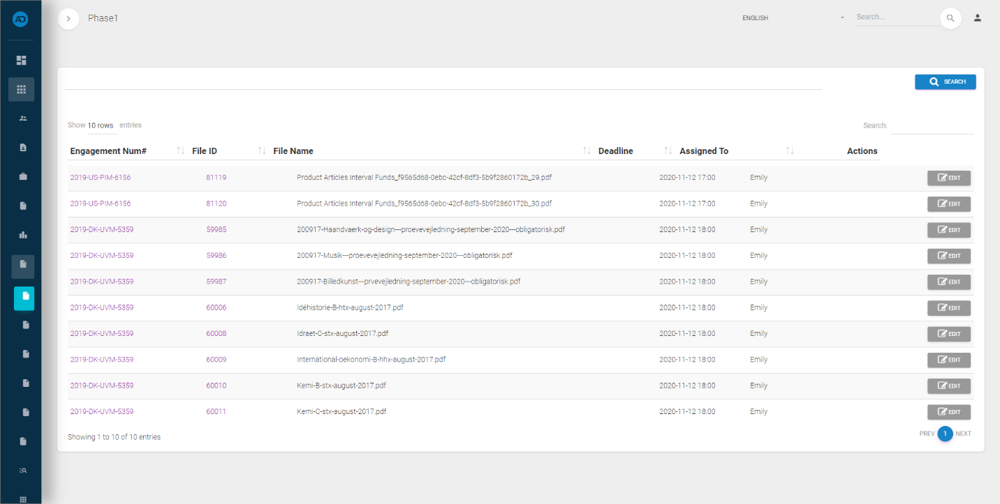 AD Phase1 ENGLISH Search...
SEARCH
Show 10 rows entries Search:
Engagement Num# File ID File Name Deadline Assigned To Actions
2019-US-PIM-6156 81119 Product Articles Interval Funds_f9565d68-0ebc-42cf-8df3-5b9f2860172b_29.pdf 2020-11-12 17:00 Emily EDIT
2019-US-PIM-6156 81120 Product Articles Interval Funds_f9565d68-0ebc-42cf-8df3-5b9f2860172b_30.pdf 2020-11-12 17:00 Emily EDIT
2019-DK-UVM-5359 59985 200917-Haandvaerk-og-design---proevevejledning-september-2020---obligatorisk.pdf 2020-11-12 18:00 Emily EDIT
2019-DK-UVM-5359 59986 200917-Musik---proevevejledning-september-2020---obligatorisk.pdf 2020-11-12 18:00 Emily EDIT
2019-DK-UVM-5359 59987 200917-Billedkunst---prvevejledning-september-2020---obligatorisk.pdf 2020-11-12 18:00 Emily EDIT
2019-DK-UVM-5359 60006 Idéhistorie-B-htx-august-2017.pdf 2020-11-12 18:00 Emily EDIT
2019-DK-UVM-5359 60008 Idraet-C-stx-august-2017.pdf 2020-11-12 18:00 Emily EDIT
2019-DK-UVM-5359 60009 International-oekonomi-B-hhx-august-2017.pdf 2020-11-12 18:00 Emily EDIT
2019-DK-UVM-5359 60010 Kemi-B-stx-august-2017.pdf 2020-11-12 18:00 Emily EDIT
2019-DK-UVM-5359 60011 Kemi-C-stx-august-2017.pdf 2020-11-12 18:00 Emily EDIT
Showing 1 to 10 of 10 entries PREV 1 NEXT